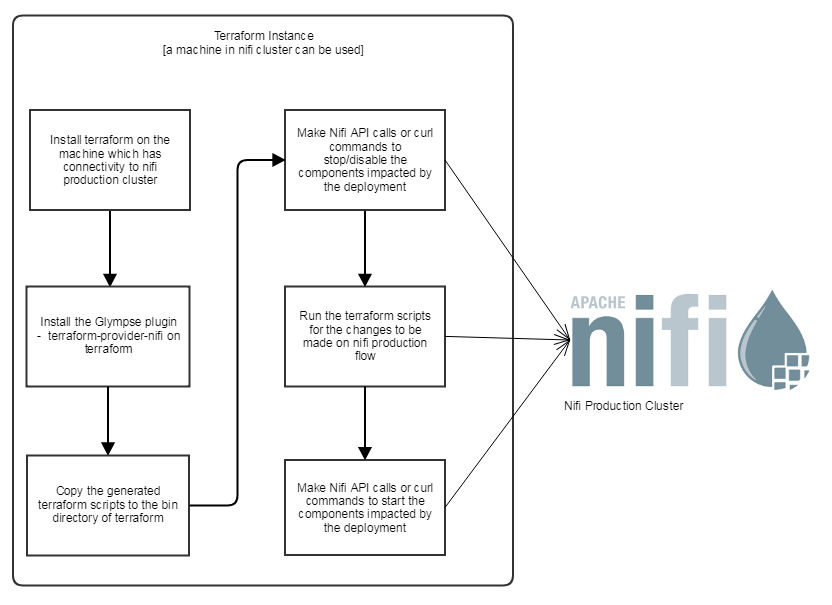 Terraform Instance
[a machine in nifi cluster can be used]
Install terraform on the
machine which has
connectivity to nifi
production cluster
Install the Glympse plugin
- terraform-provider-nifi on
terraform
Copy the generated
terraform scripts to the bin
directory of terraform
Make Nifi API calls or curl
commands to
stop/disable the
components impacted by
the deployment
Run the terraform scripts
for the changes to be
made on nifi production
flow
Make Nifi API calls or curl
commands to start the
components impacted by
the deployment
APACHE
nifi
Nifi Production Cluster